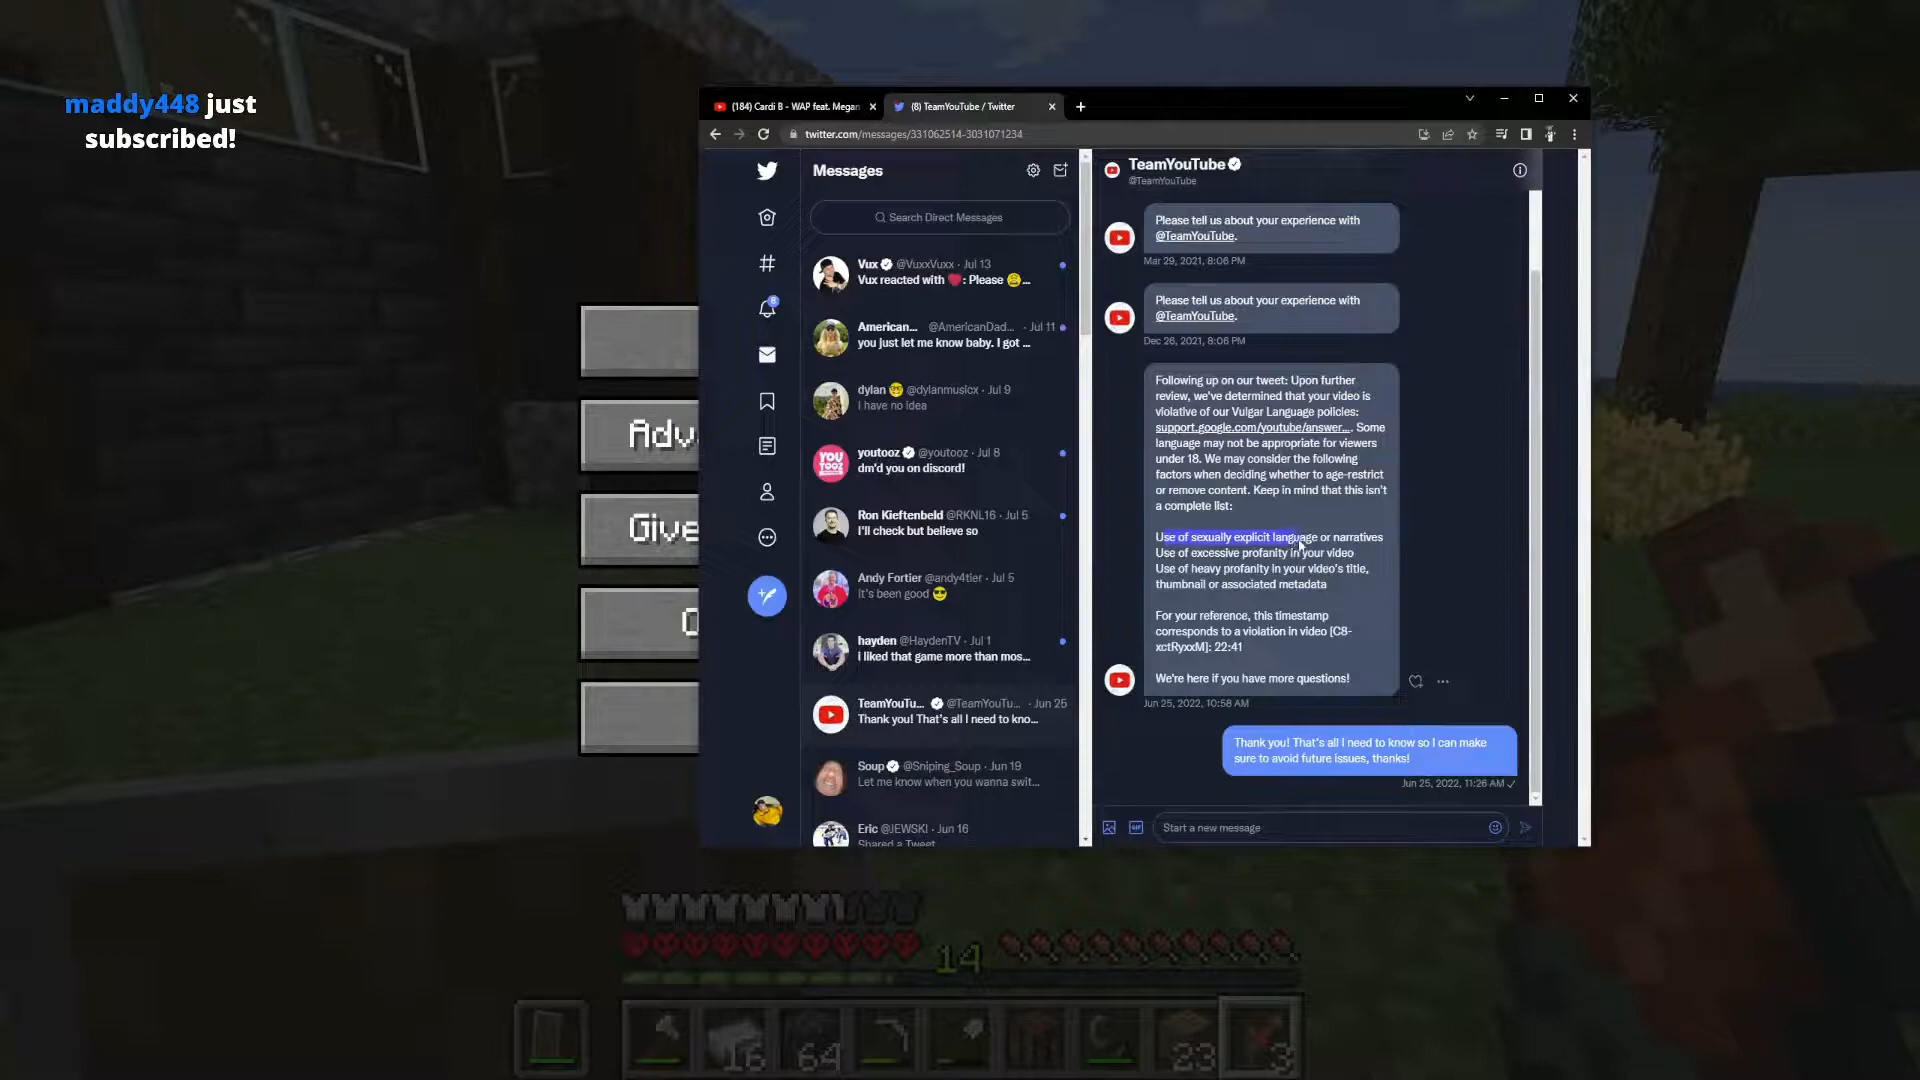 maddy448 just
subscribed!
(184) Cardi B - WAP feat. Megan
(8) TeamYouTube / Twitter
twitter.com/messages/331062514-3031071234
Messages
Search Direct Messages
8
Vux @VuxxVuxx · Jul 13
Vux reacted with ❤️: Please 😩...
American... @AmericanDad... · Jul 11
you just let me know baby. I got ...
dylan 🤓 @dylanmusicx · Jul 9
I have no idea
YOU
TOOZ
youtooz @youtooz · Jul 8
dm'd you on discord!
Ron Kieftenbeld @RKNL16 · Jul 5
I'll check but believe so
Andy Fortier @andy4tier · Jul 5
It's been good 😎
hayden @HaydenTV · Jul 1
i liked that game more than mos...
TeamYouTu... @TeamYouTu... · Jun 25
Thank you! That's all I need to kno...
Soup @Sniping_Soup · Jun 19
Let me know when you wanna swit...
Eric @JEWSKI · Jun 16
Shared a Tweet
TeamYouTube
@TeamYouTube
Please tell us about your experience with
@TeamYouTube.
Mar 29, 2021, 8:06 PM
Please tell us about your experience with
@TeamYouTube.
Dec 26, 2021, 8:06 PM
Following up on our tweet: Upon further
review, we've determined that your video is
violative of our Vulgar Language policies:
support.google.com/youtube/answer.... Some
language may not be appropriate for viewers
under 18. We may consider the following
factors when deciding whether to age-restrict
or remove content. Keep in mind that this isn't
a complete list:
Use of sexually explicit language or narratives
Use of excessive profanity in your video
Use of heavy profanity in your video's title,
thumbnail or associated metadata
For your reference, this timestamp
corresponds to a violation in video [C8-
xctRyxxM]: 22:41
We're here if you have more questions!
Jun 25, 2022, 10:58 AM
Thank you! That's all I need to know so I can make
sure to avoid future issues, thanks!
Jun 25, 2022, 11:26 AM
GIF
Start a new message
Adv
Give
14
16
64
23
3